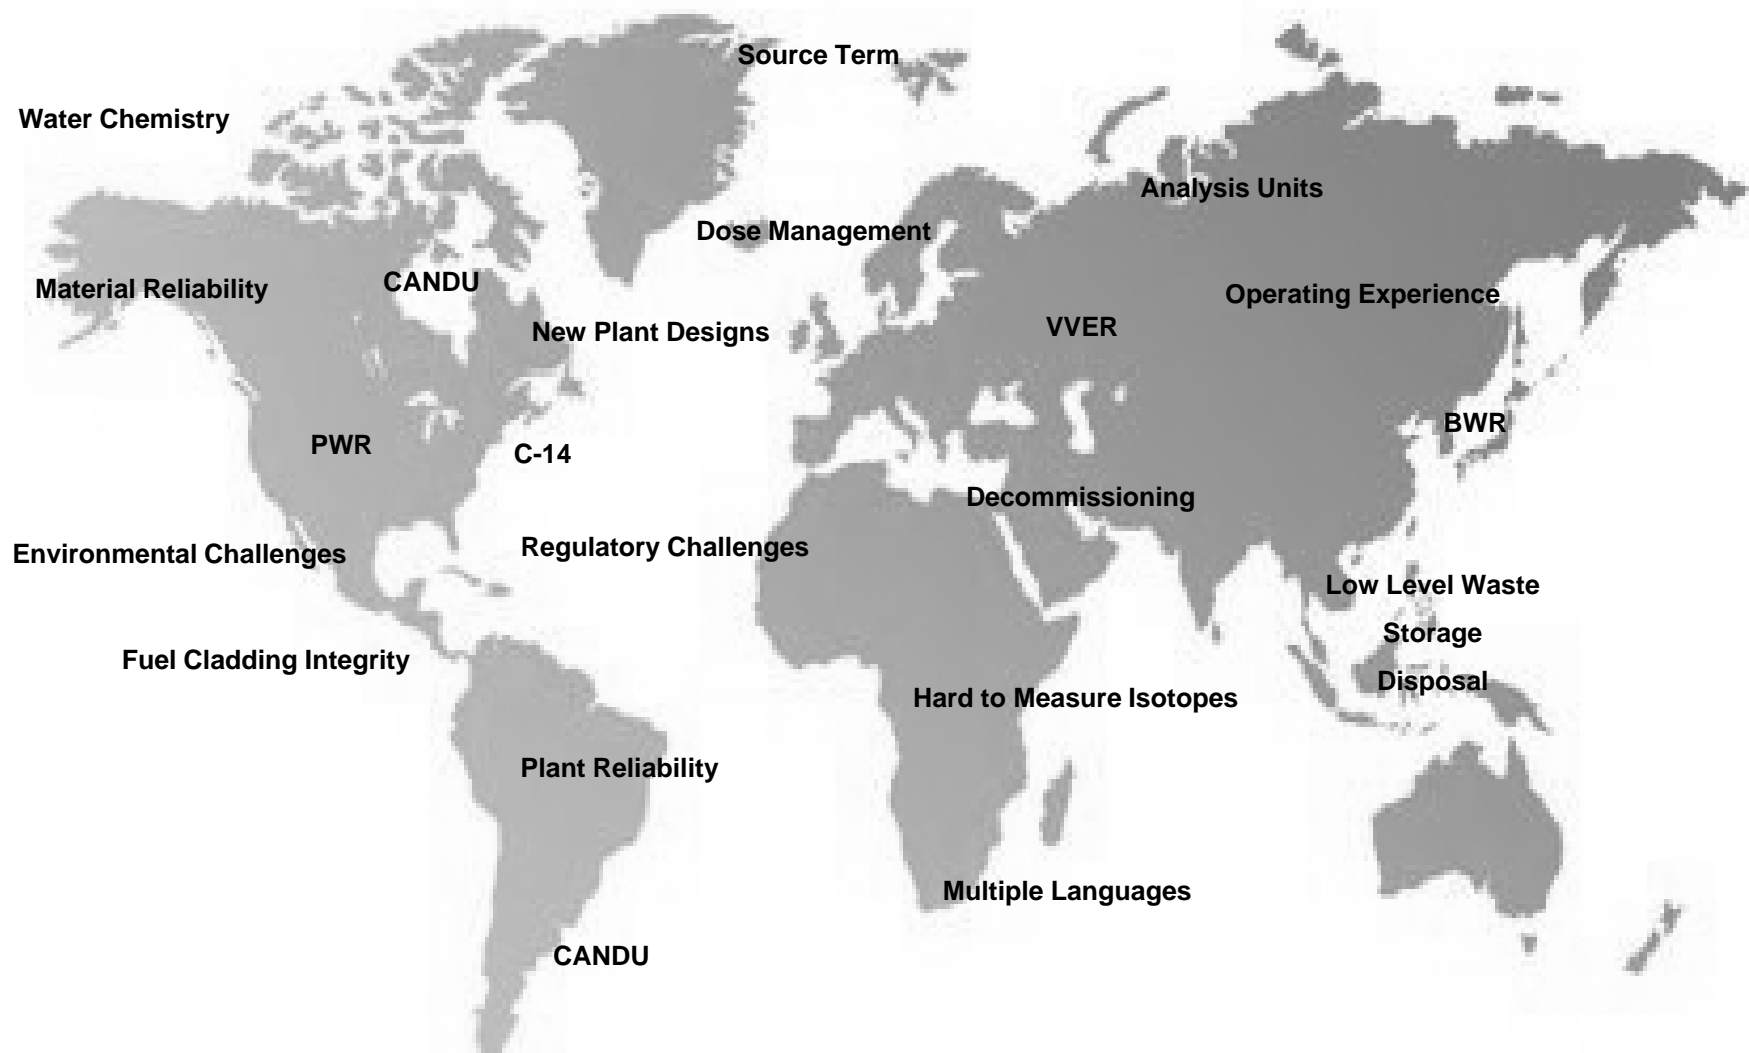 Source Term
Water Chemistry
Analysis Units
Dose Management
CANDU
Material Reliability
Operating Experience
New Plant Designs
VVER
BWR
PWR
C-14
Decommissioning
Regulatory Challenges
Environmental Challenges
Low Level Waste
Storage
Disposal
Fuel Cladding Integrity
Hard to Measure Isotopes
Plant Reliability
Multiple Languages
CANDU